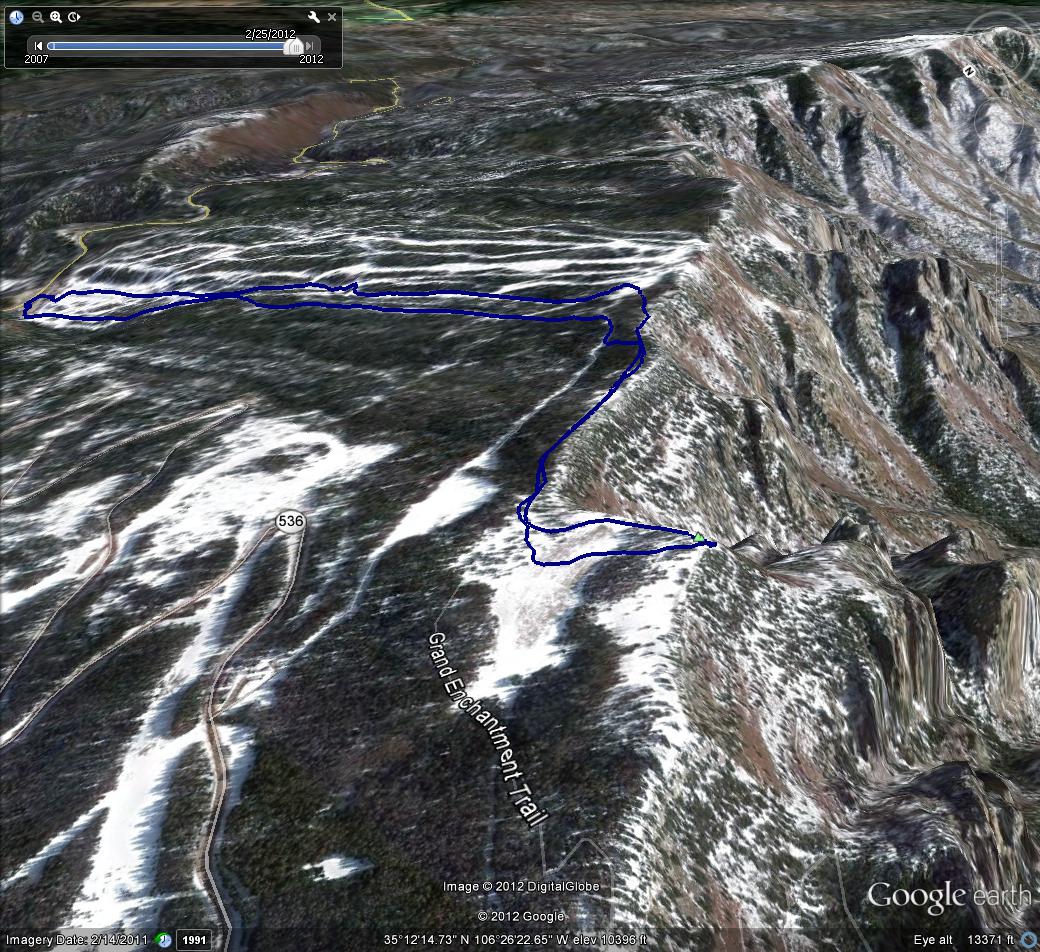 2/25/2012
2007
2012
N
536
Grand Enchantment Trail
Image © 2012 DigitalGlobe
© 2012 Google
Google earth
Imagery Date: 2/14/2011
1991
35°12'14.73" N 106°26'22.65" W elev 10396 ft
Eye alt 13371 ft